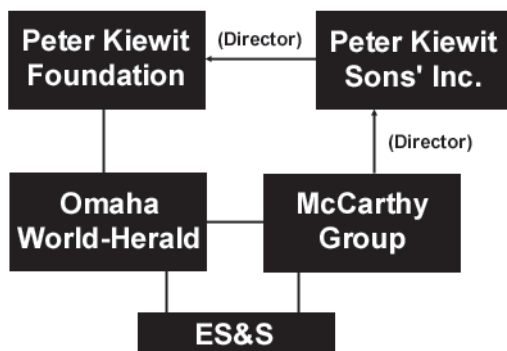 Peter Kiewit
Foundation
(Director)
Peter Kiewit
Sons' Inc.
(Director)
Omaha
World-Herald
McCarthy
Group
ES&S